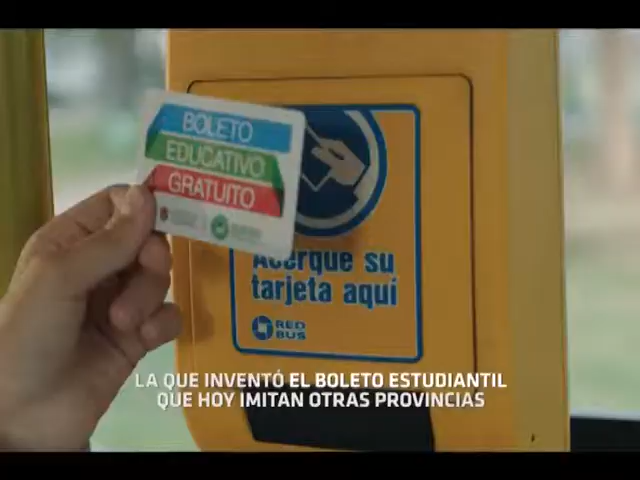 BOLETO
EDUCATIVO
GRATUITO
Acerque su
tarjeta aquí
RED
BUS
LA QUE INVENTÓ EL BOLETO ESTUDIANTIL
QUE HOY IMITAN OTRAS PROVINCIAS